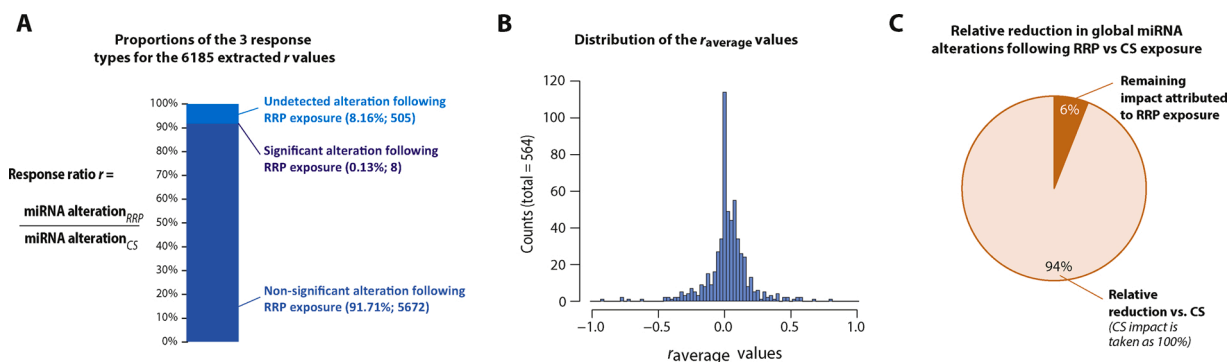 A
Proportions of the 3 response
types for the 6185 extracted r values
Response ratio r =
miRNA alterationRRP
miRNA alterationCS
100%
90%
80%
70%
60%
50%
40%
30%
20%
10%
0%
Undetected alteration following
RRP exposure (8.16%; 505)
Significant alteration following
RRP exposure (0.13%; 8)
Non-significant alteration following
RRP exposure (91.71%; 5672)
B
Distribution of the raverage values
Counts (total = 564)
120
100
80
60
40
20
0
−1.0
−0.5
0.0
0.5
1.0
raverage values
C
Relative reduction in global miRNA
alterations following RRP vs CS exposure
Remaining
impact attributed
to RRP exposure
6%
94%
Relative
reduction vs. CS
(CS impact is
taken as 100%)